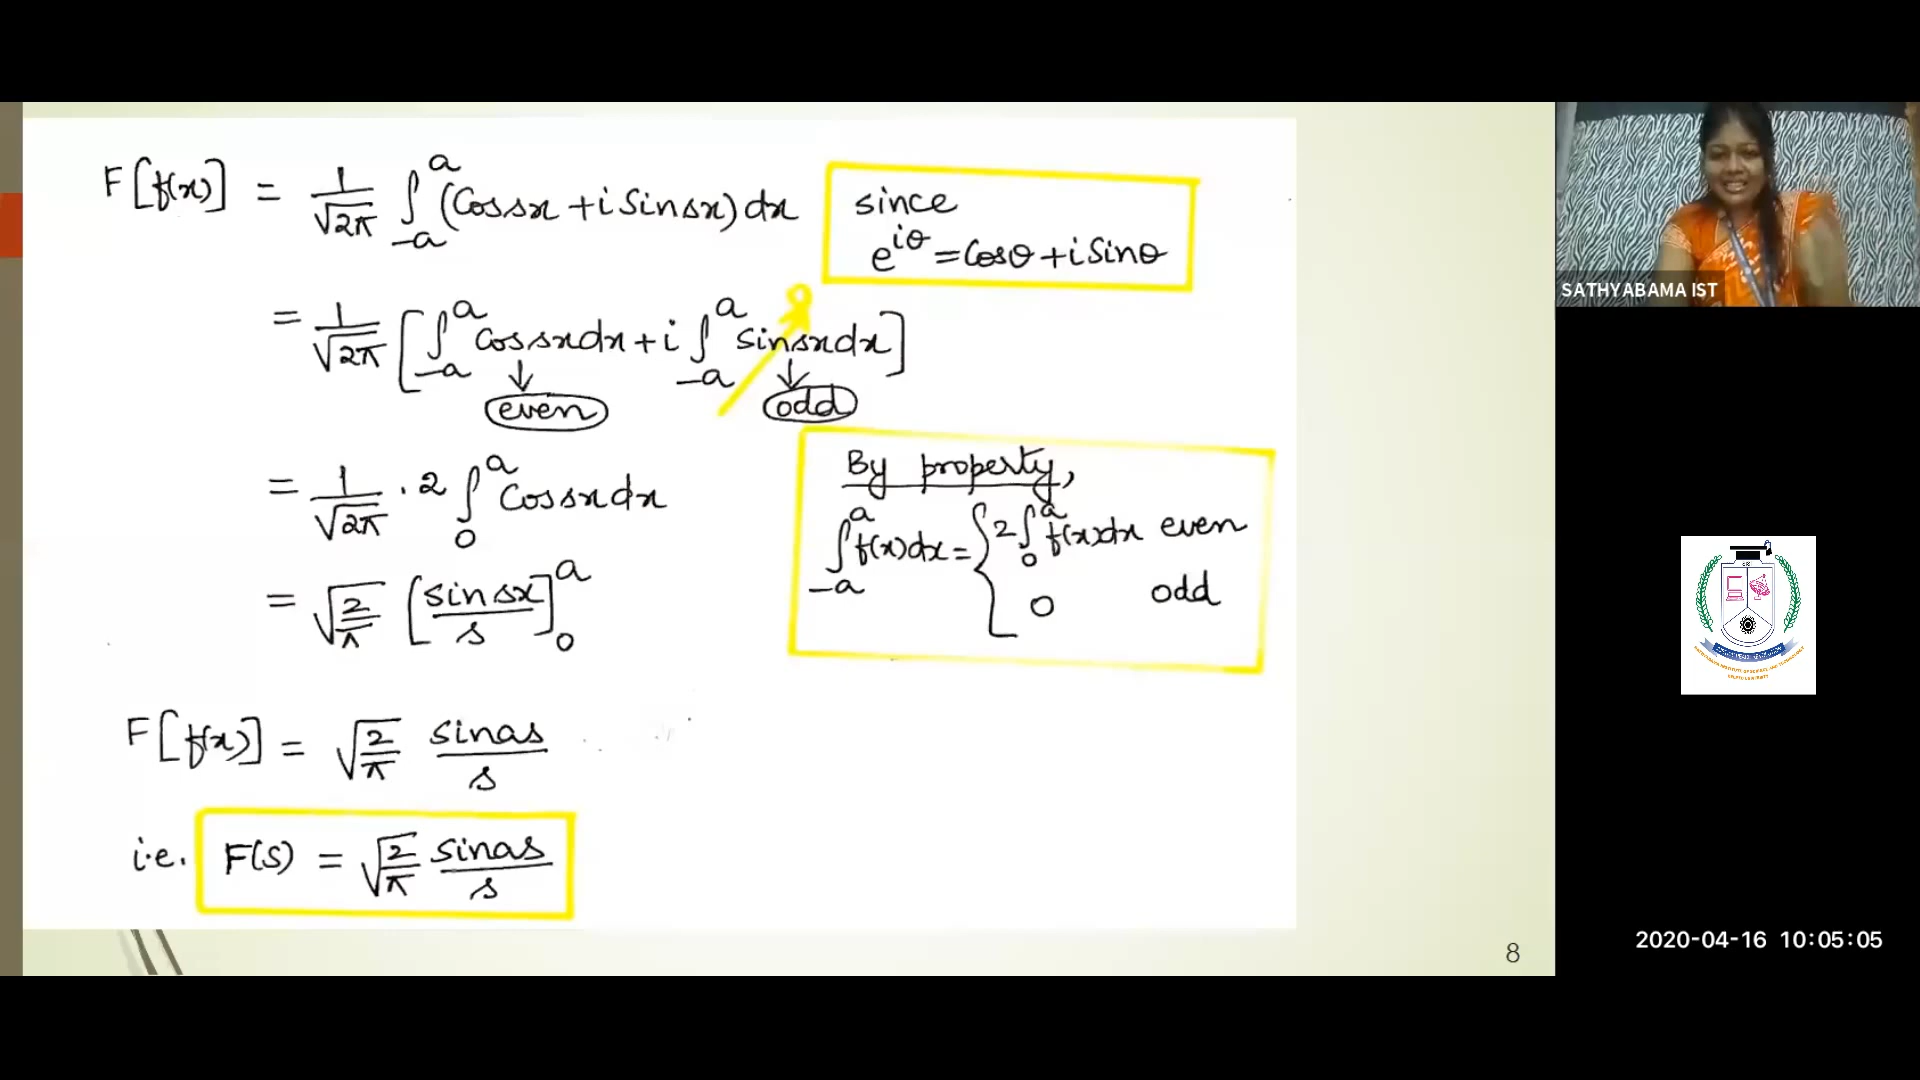 F[f(x)] = 1/√2π ∫_{-a}^{a} (Cos sx + i Sin sx) dx
since
e^{iθ} = Cosθ + i Sinθ
= 1/√2π [ ∫_{-a}^{a} Cos sx dx + i ∫_{-a}^{a} Sin sx dx ]
0
even odd
= 1/√2π . 2 ∫_{0}^{a} Cos sx dx
By property,
∫_{-a}^{a} f(x) dx = { 2 ∫_{0}^{a} f(x) dx even
0 odd
= √(2/π) [ sin sx / s ]_{0}^{a}
F[f(x)] = √(2/π) sin as / s
i.e. F(s) = √(2/π) sin as / s
8
SATHYABAMA IST
2020-04-16 10:05:05